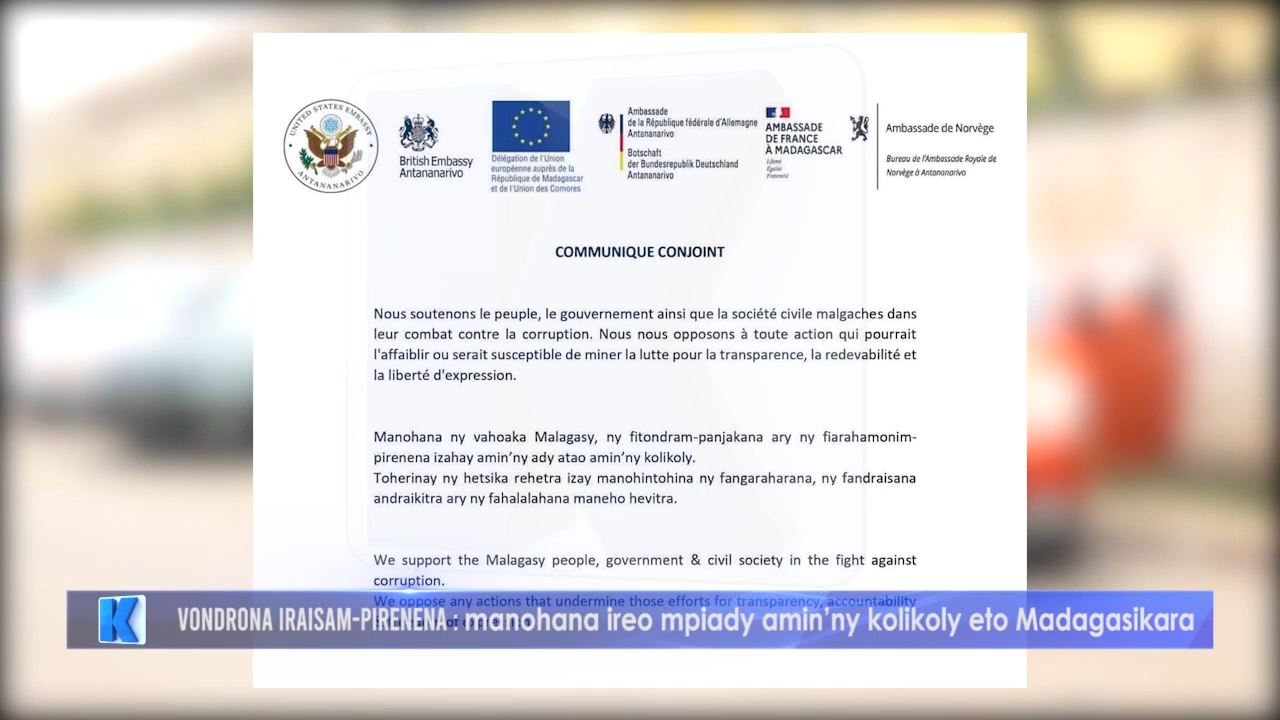 UNITED STATES EMBASSY
ANTANANARIVO
British Embassy
Antananarivo
Délégation de l'Union
européenne auprès de la
République de Madagascar
et de l'Union des Comores
Ambassade
de la République fédérale d'Allemagne
Antananarivo
Botschaft
der Bundesrepublik Deutschland
Antananarivo
AMBASSADE
DE FRANCE
À MADAGASCAR
Liberté
Égalité
Fraternité
Ambassade de Norvège
Bureau de l'Ambassade Royale de
Norvège à Antananarivo
COMMUNIQUE CONJOINT
Nous soutenons le peuple, le gouvernement ainsi que la société civile malgaches dans
leur combat contre la corruption. Nous nous opposons à toute action qui pourrait
l'affaiblir ou serait susceptible de miner la lutte pour la transparence, la redevabilité et
la liberté d'expression.
Manohana ny vahoaka Malagasy, ny fitondram-panjakana ary ny fiarahamonim-
pirenena izahay amin'ny ady atao amin'ny kolikoly.
Toherinay ny hetsika rehetra izay manohintohina ny fangaraharana, ny fandraisana
andraikitra ary ny fahalalahana maneho hevitra.
We support the Malagasy people, government & civil society in the fight against
corruption.
We oppose any actions that undermine those efforts for transparency, accountability
K VONDRONA IRAISAM-PIRENENA : manohana ireo mpiady amin'ny kolikoly eto Madagasikara